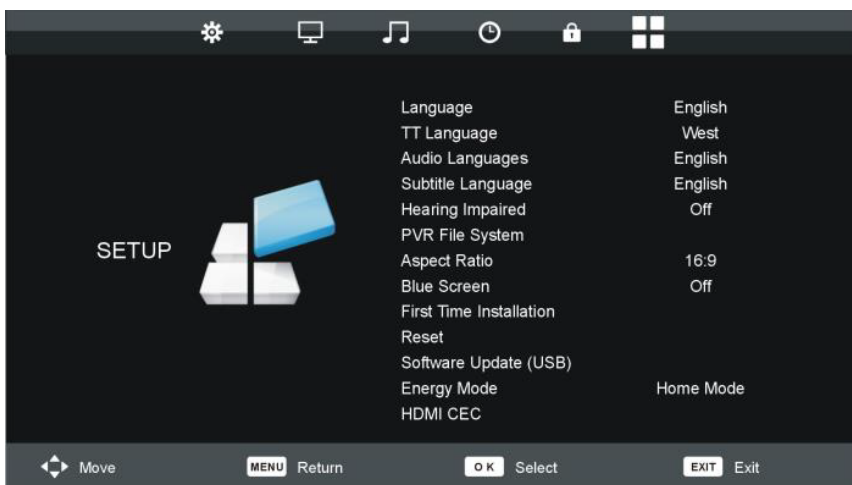 Language English
TT Language West
Audio Languages English
Subtitle Language English
Hearing Impaired Off
PVR File System
SETUP
Aspect Ratio 16:9
Blue Screen Off
First Time Installation
Reset
Software Update (USB)
Energy Mode Home Mode
HDMI CEC
Move MENU Return OK Select EXIT Exit